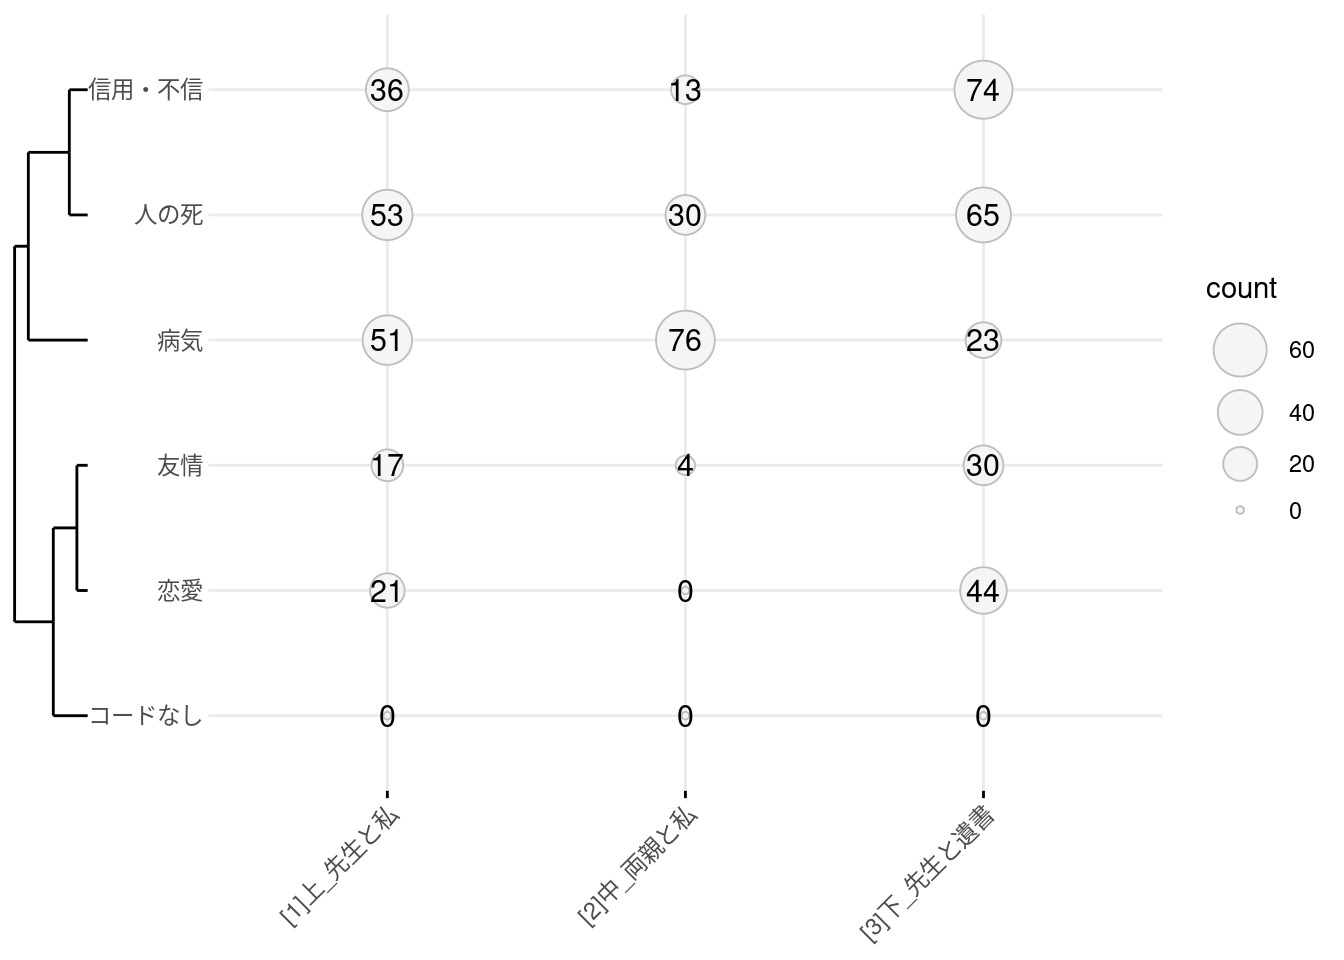 信用・不信 36 13 74
人の死 53 30 65
病気 51 76 23
友情 17 4 30
恋愛 21 0 44
コードなし 0 0 0
[1]上_先生と私
[2]中_両親と私
[3]下_先生と遺書
count
60
40
20
0